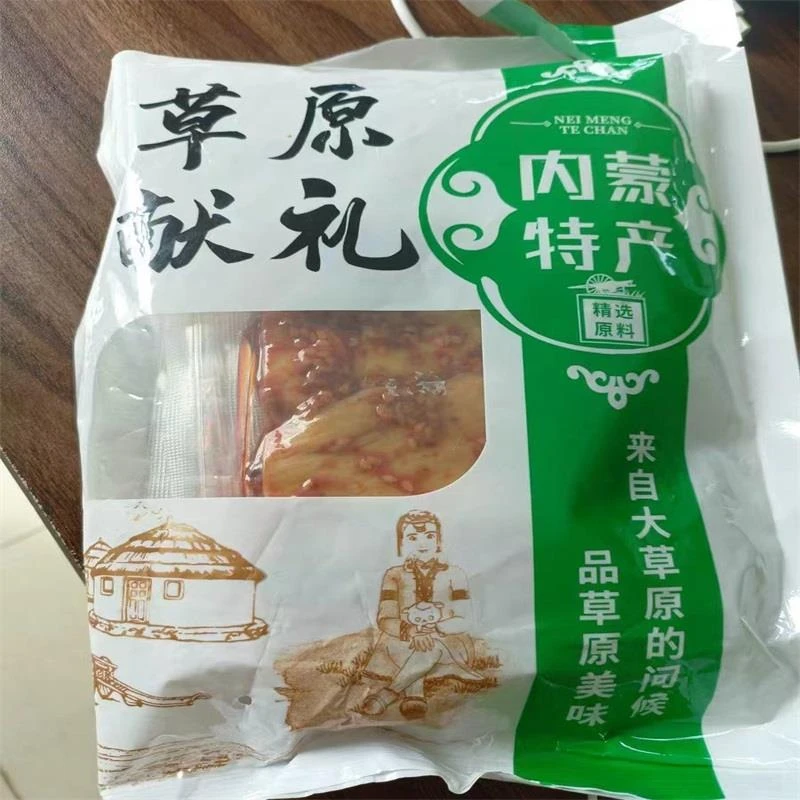 草原
献礼
NEI MENG
TE CHAN
内蒙
特产
精选
原料
来自大草原的问候
品草原美味